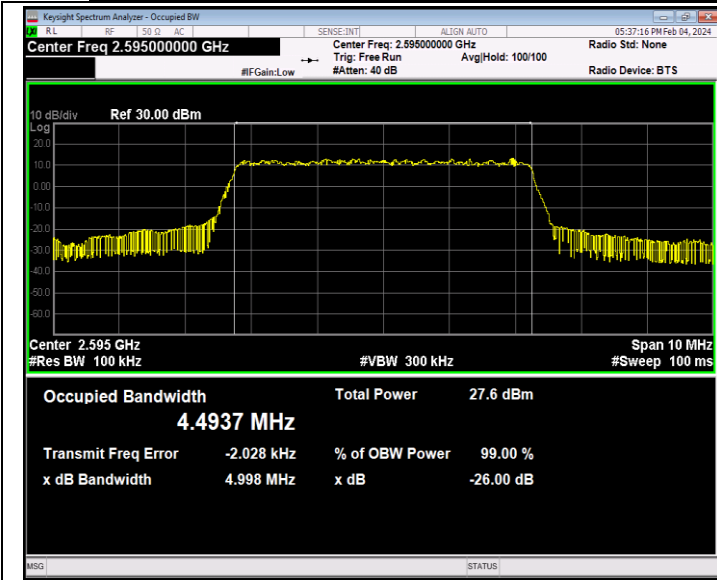 Keysight Spectrum Analyzer - Occupied BW
RL RF 50 Ω AC SENSE:INT ALIGN AUTO 05:37:16 PM Feb 04, 2024
Center Freq 2.595000000 GHz Center Freq: 2.595000000 GHz Radio Std: None
Trig: Free Run Avg|Hold: 100/100
#IFGain:Low #Atten: 40 dB Radio Device: BTS
10 dB/div Ref 30.00 dBm
Log
20.0
10.0
0.00
-10.0
-20.0
-30.0
-40.0
-50.0
-60.0
Center 2.595 GHz Span 10 MHz
#Res BW 100 kHz #VBW 300 kHz #Sweep 100 ms
Occupied Bandwidth Total Power 27.6 dBm
4.4937 MHz
Transmit Freq Error -2.028 kHz % of OBW Power 99.00 %
x dB Bandwidth 4.998 MHz x dB -26.00 dB
MSG STATUS